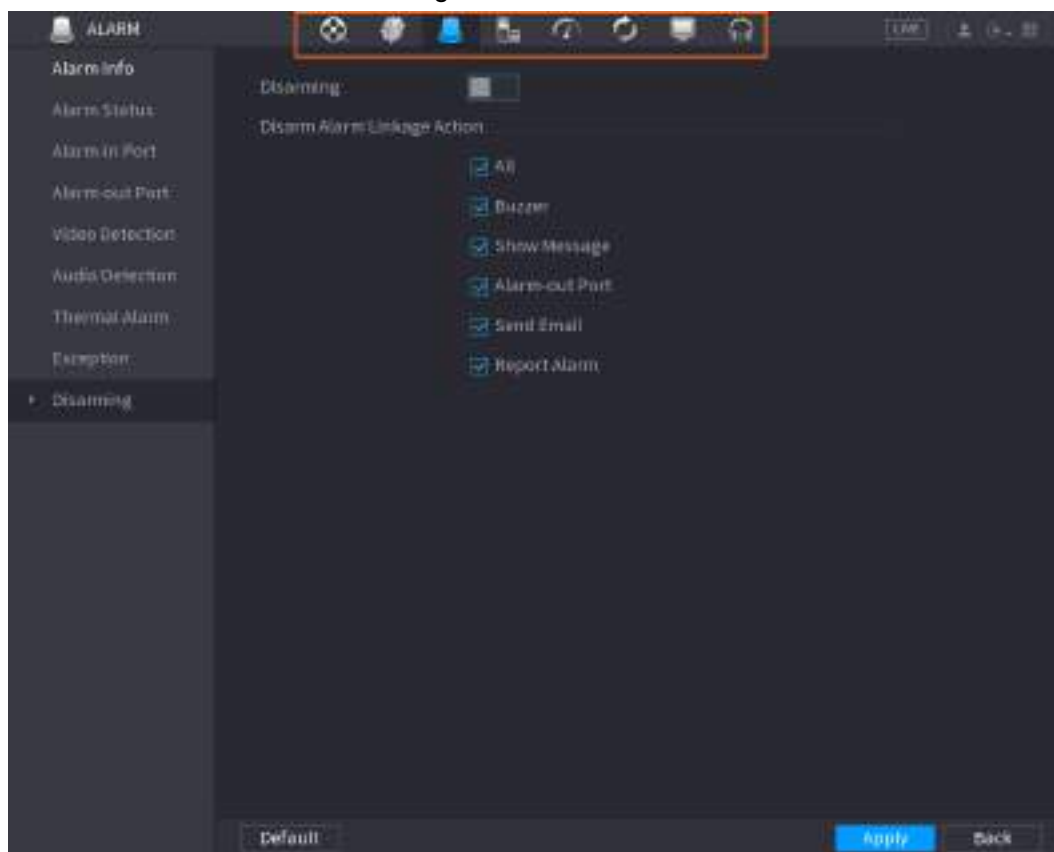 ALARM
LIVE
Alarm Info
Alarm Status
Alarm-in Port
Alarm-out Port
Video Detection
Audio Detection
Thermal Alarm
Exception
Disarming
Disarming
Disarm Alarm Linkage Action
All
Buzzer
Show Message
Alarm-out Port
Send Email
Report Alarm
Default
Apply
Back